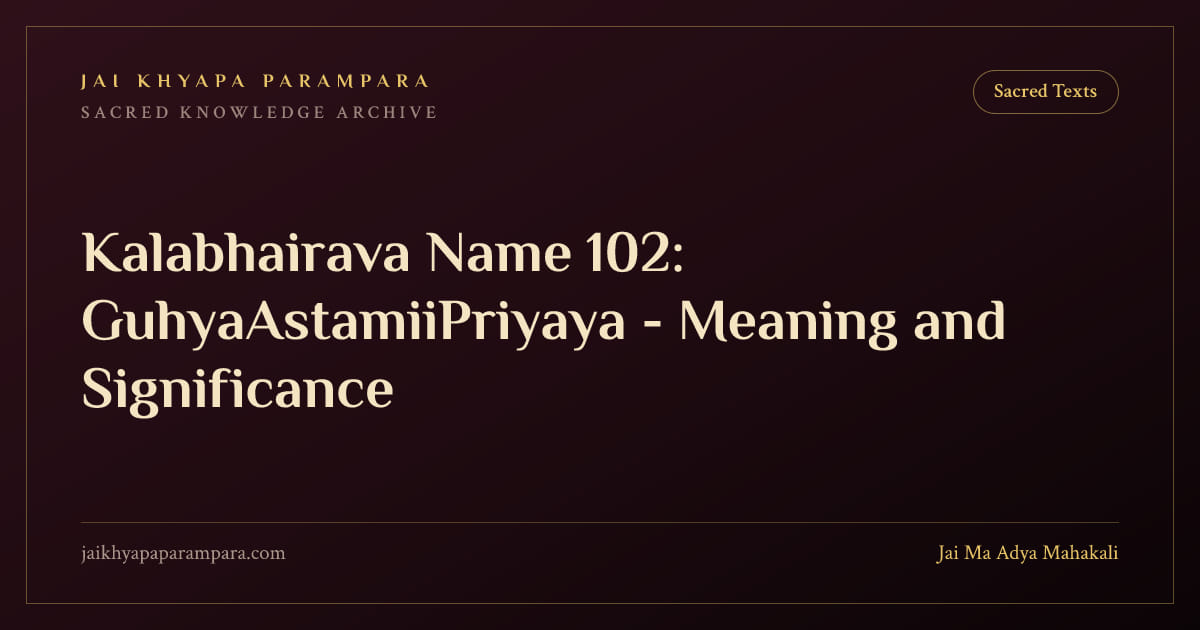 JAI KHYAPA PARAMPARA
SACRED KNOWLEDGE ARCHIVE
Sacred Texts
Kalabhairava Name 102:
GuhyaAstamiiPriyaya - Meaning and
Significance
jaikhyapaparampara.com
Jai Ma Adya Mahakali